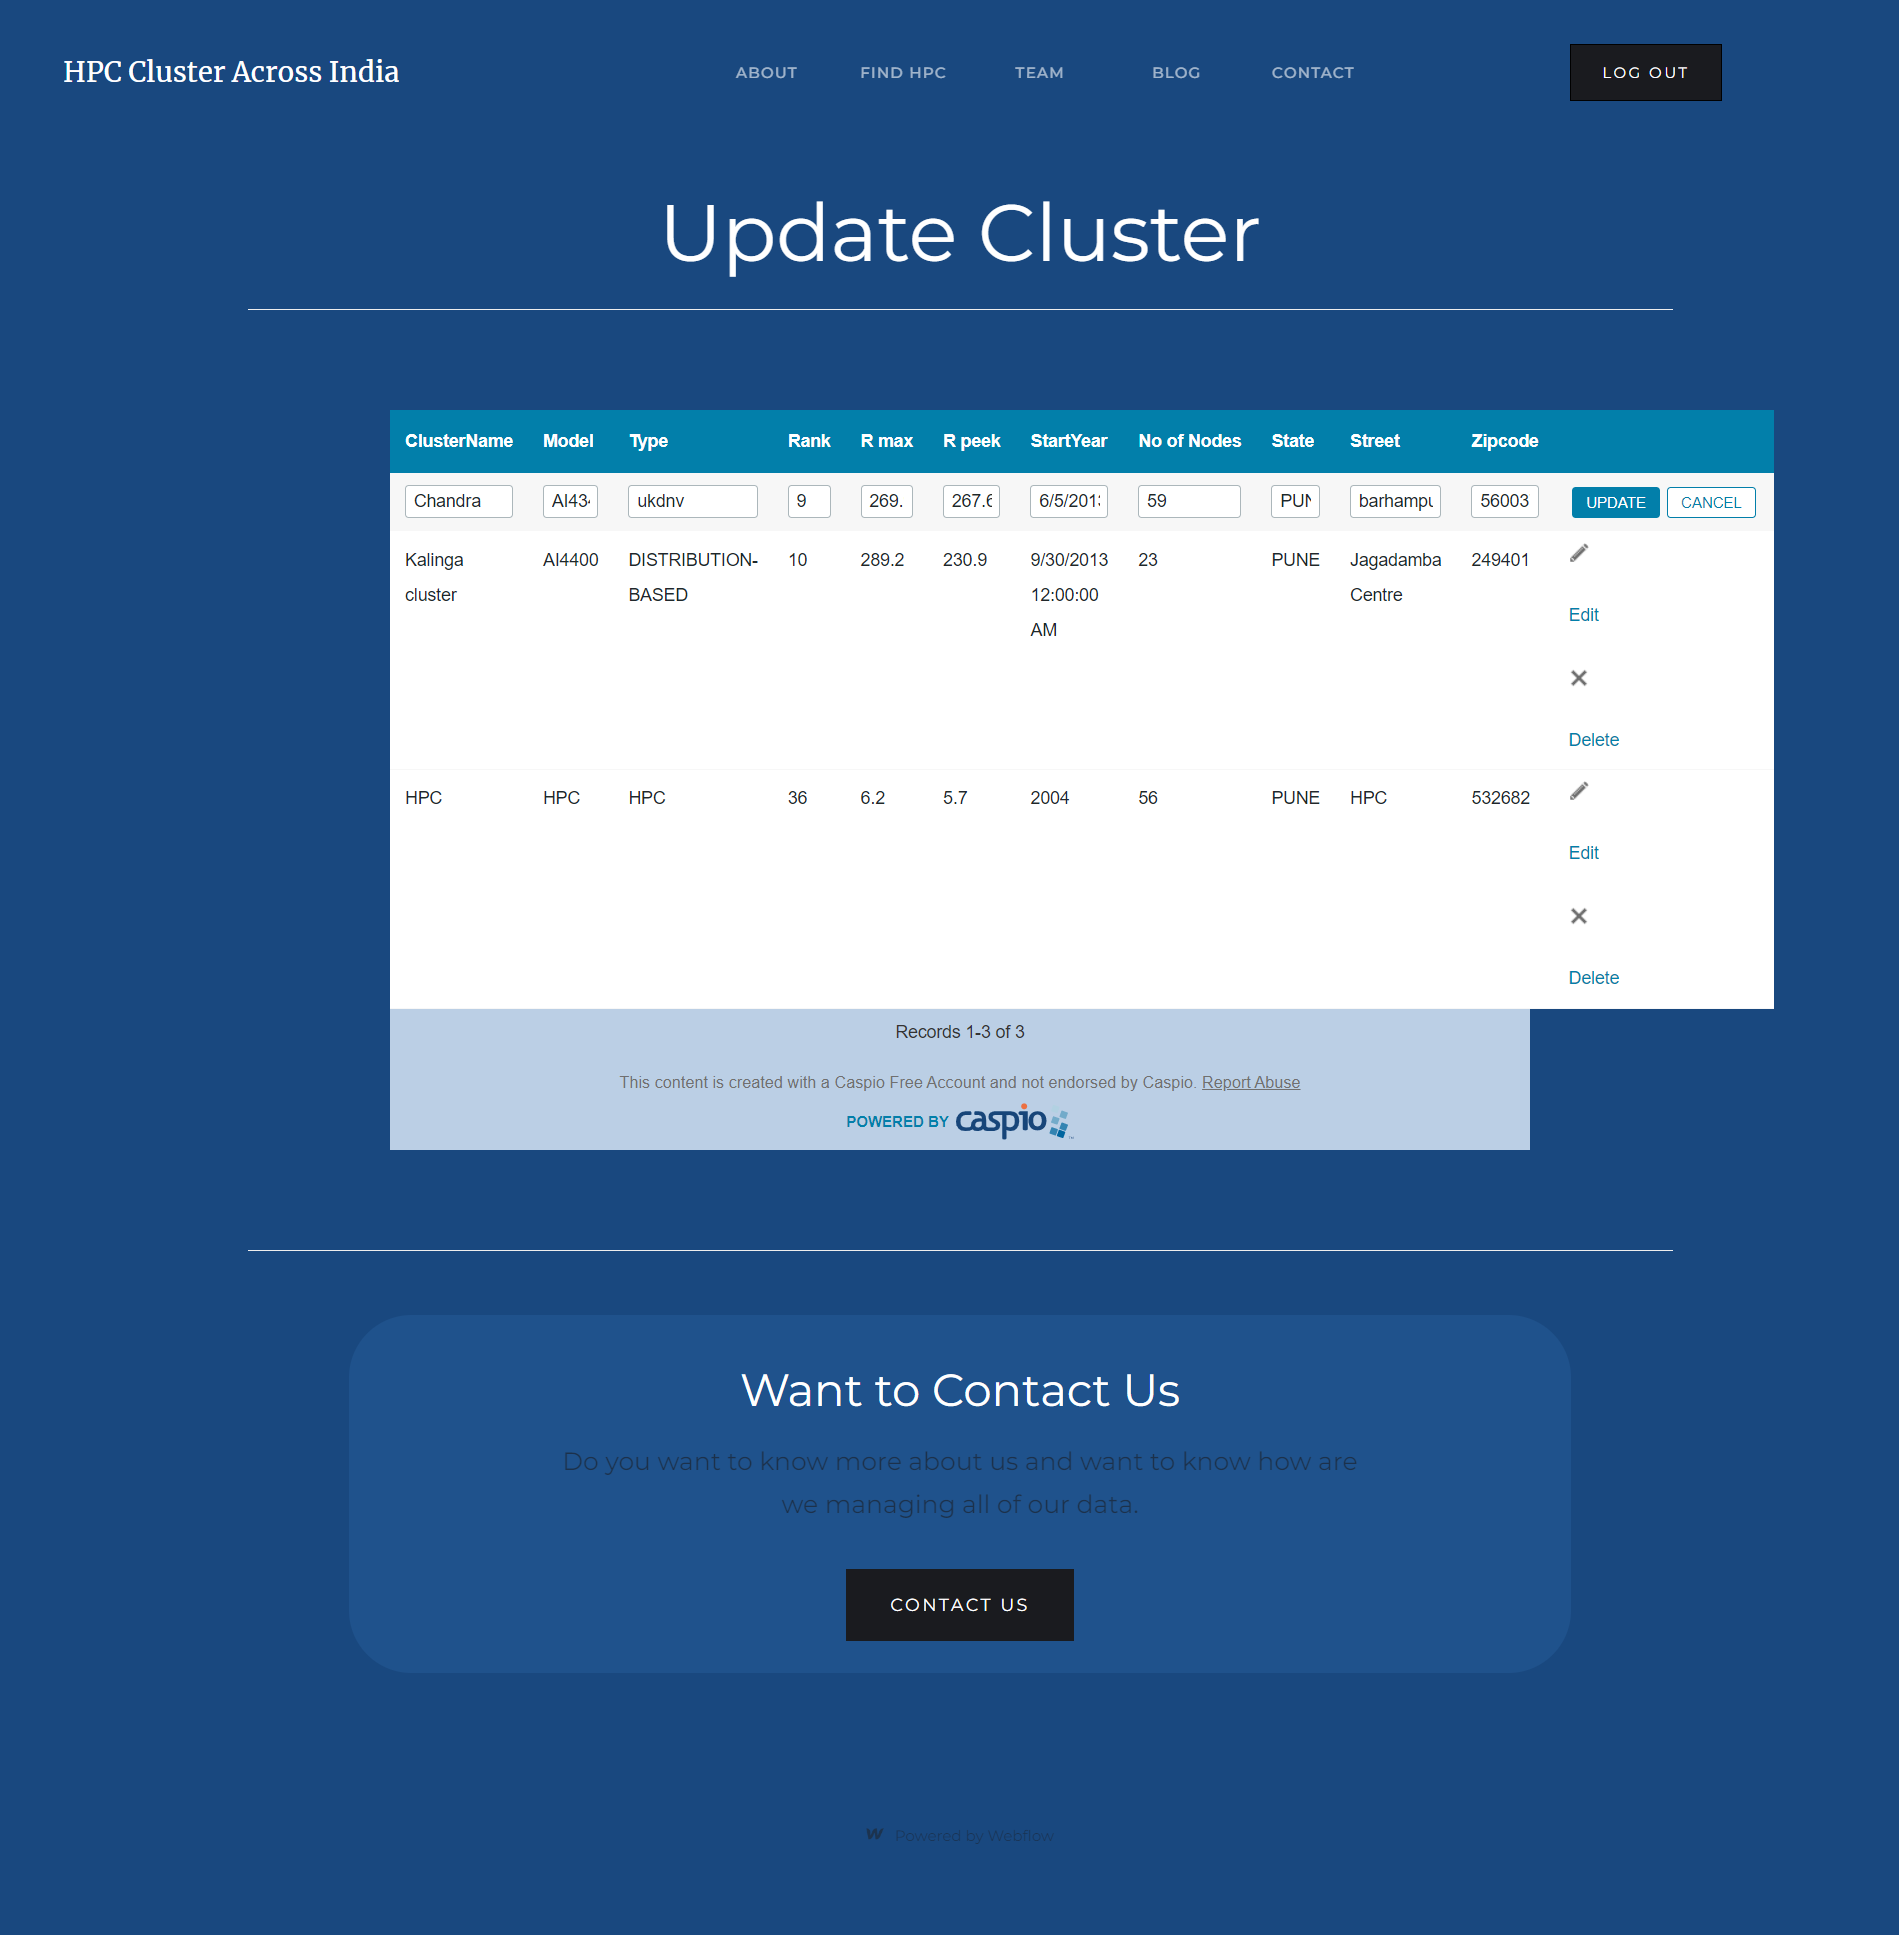 HPC Cluster Across India
ABOUT FIND HPC TEAM BLOG CONTACT LOG OUT
Update Cluster
ClusterName Model Type Rank R max R peek StartYear No of Nodes State Street Zipcode
Chandra ukdnv 9 269. 6/5/201 59 56003 UPDATE CANCEL
Kalinga AI4400 DISTRIBUTION- 10 289.2 230.9 9/30/2013 23 PUNE Jagadamba 249401
cluster BASED 12:00:00 Centre
AM
Edit
Delete
HPC HPC HPC 36 6.2 5.7 2004 56 PUNE HPC 532682
Edit
Delete
Records 1-3 of 3
This content is created with a Caspio Free Account and not endorsed by Caspio. Report Abuse
POWERED BY caspio
Want to Contact Us
Do you want to know more about us and want to know how are
we managing all of our data.
CONTACT US
Powered by Webflow